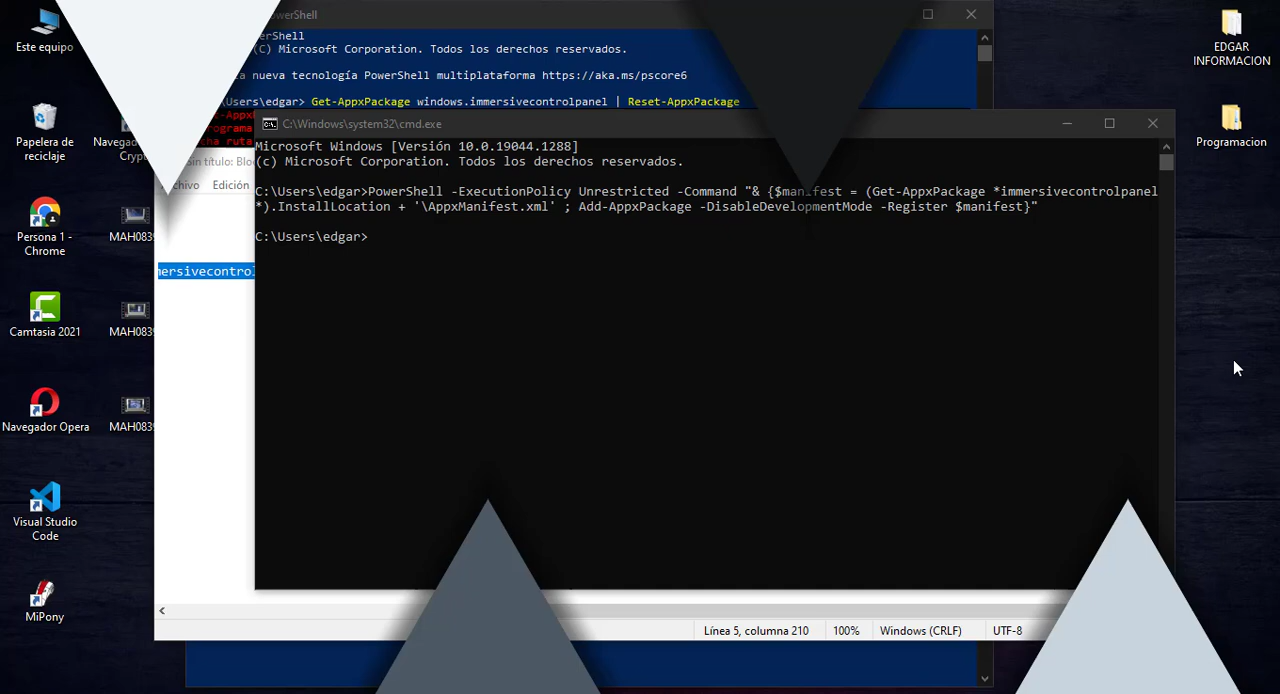 Este equipo
Papelera de
reciclaje
Persona 1 -
Chrome
Camtasia 2021
Navegador Opera
Visual Studio
Code
MiPony
MAH0839
MAH0839
MAH0839
EDGAR
INFORMACION
Programacion
(C) Microsoft Corporation. Todos los derechos reservados.
nueva tecnología PowerShell multiplataforma https://aka.ms/pscore6
Users\edgar> Get-AppxPackage windows.immersivecontrolpanel | Reset-AppxPackage
Edición
C:\Windows\system32\cmd.exe
Microsoft Windows [Versión 10.0.19044.1288]
(c) Microsoft Corporation. Todos los derechos reservados.
C:\Users\edgar>PowerShell -ExecutionPolicy Unrestricted -Command "& {$manifest = (Get-AppxPackage *immersivecontrolpanel
*).InstallLocation + '\AppxManifest.xml' ; Add-AppxPackage -DisableDevelopmentMode -Register $manifest}"
C:\Users\edgar>
Línea 5, columna 210
100%
Windows (CRLF)
UTF-8